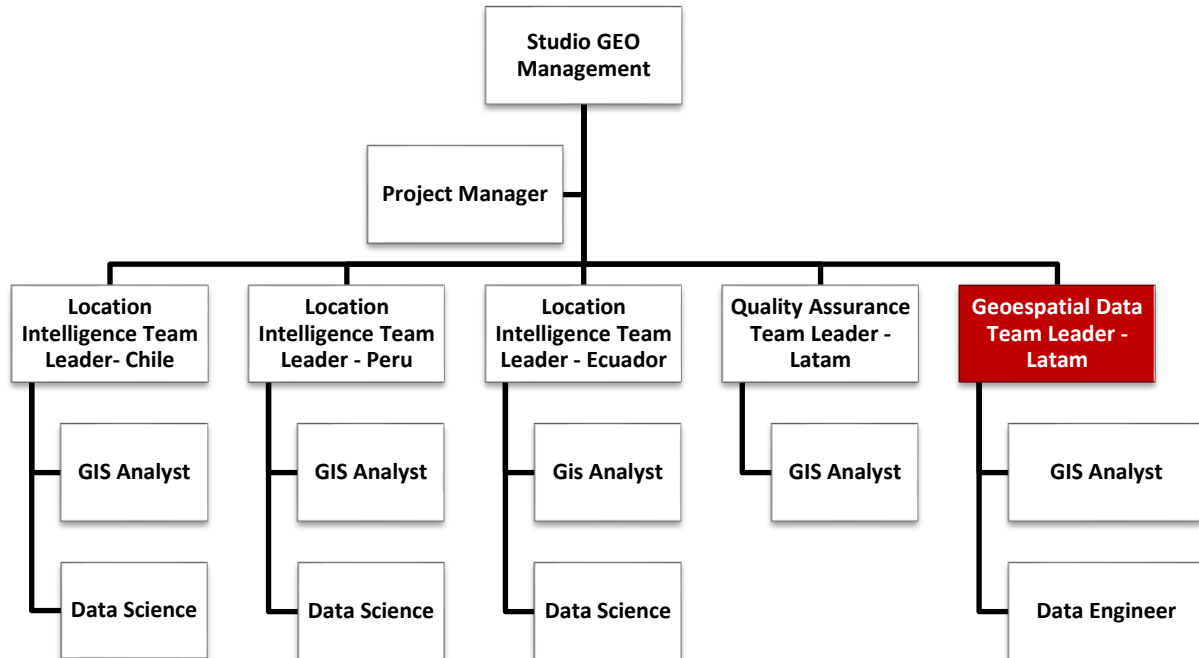 Studio GEO
Management
Project Manager
Location
Intelligence Team
Leader- Chile
Location
Intelligence Team
Leader - Peru
Location
Intelligence Team
Leader - Ecuador
Quality Assurance
Team Leader -
Latam
Geoespatial Data
Team Leader -
Latam
GIS Analyst
GIS Analyst
Gis Analyst
GIS Analyst
GIS Analyst
Data Science
Data Science
Data Science
Data Engineer